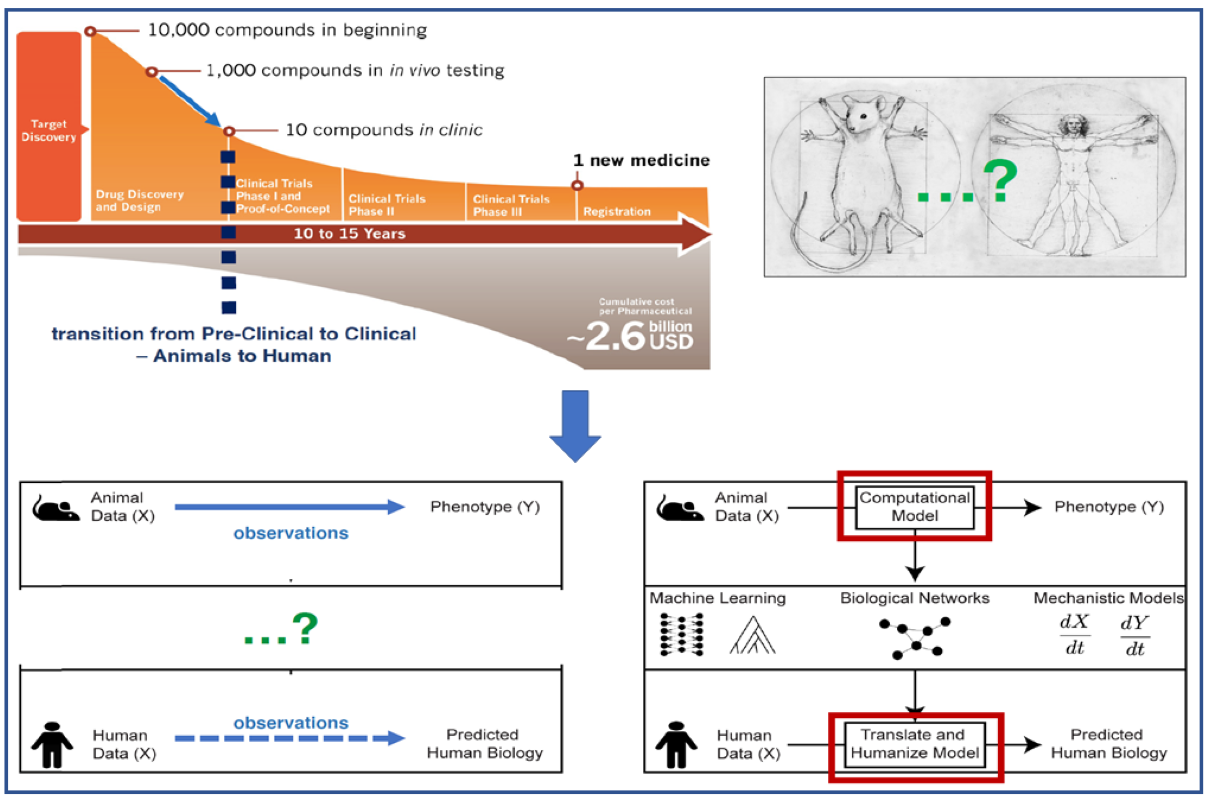 10,000 compounds in beginning
1,000 compounds in in vivo testing
10 compounds in clinic
1 new medicine
Target
Discovery
Drug Discovery
and Design
Clinical Trials
Phase I and
Proof-of-Concept
Clinical Trials
Phase II
Clinical Trials
Phase III
Registration
10 to 15 Years
Cumulative cost
per Pharmaceutical
~2.6 billion
USD
transition from Pre-Clinical to Clinical
– Animals to Human
...?
Animal
Data (X)
observations
Phenotype (Y)
...?
Human
Data (X)
observations
Predicted
Human Biology
Animal
Data (X)
Computational
Model
Phenotype (Y)
Machine Learning
Biological Networks
Mechanistic Models
dX dY
dt dt
Human
Data (X)
Translate and
Humanize Model
Predicted
Human Biology